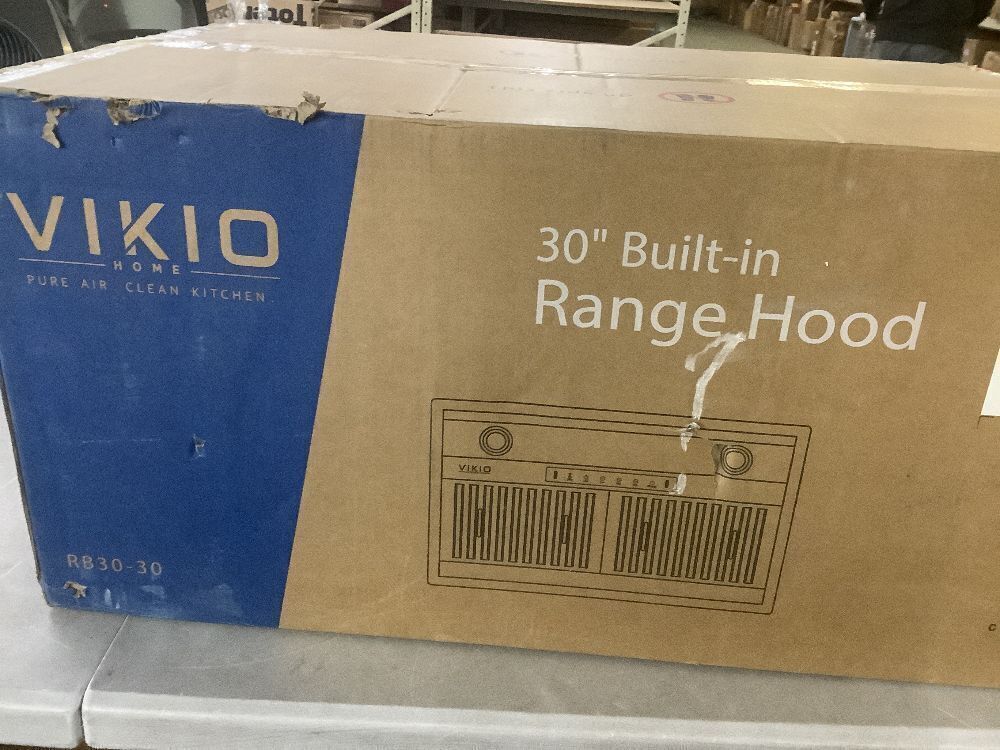 VIKIO
HOME
PURE AIR CLEAN KITCHEN
30" Built-in
Range Hood
VIKIO
RB30-30